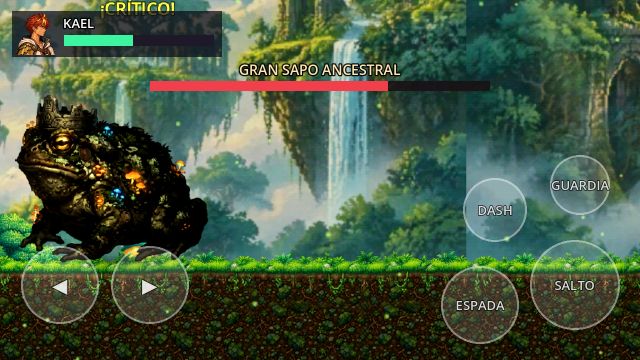 ¡CRÍTICO!
KAEL
GRAN SAPO ANCESTRAL
GUARDIA
DASH
SALTO
ESPADA